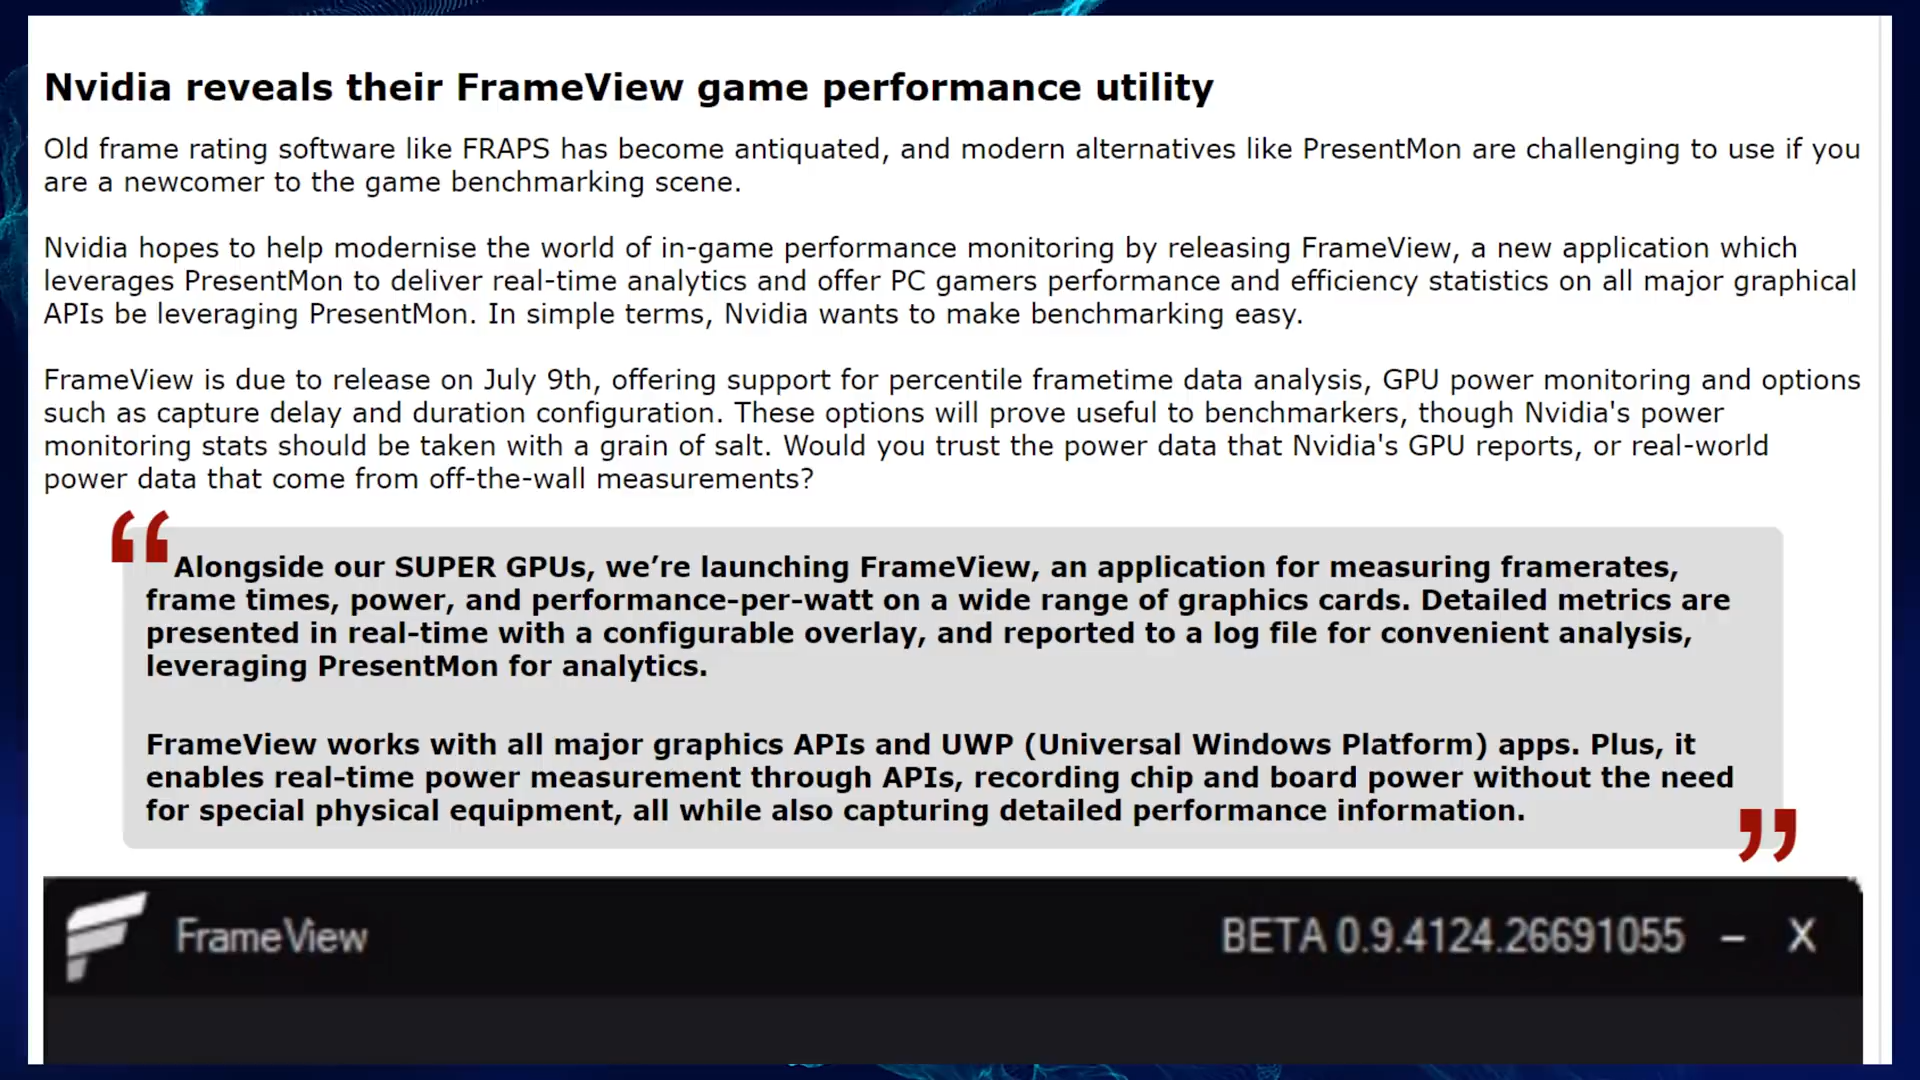 Nvidia reveals their FrameView game performance utility
Old frame rating software like FRAPS has become antiquated, and modern alternatives like PresentMon are challenging to use if you
are a newcomer to the game benchmarking scene.
Nvidia hopes to help modernise the world of in-game performance monitoring by releasing FrameView, a new application which
leverages PresentMon to deliver real-time analytics and offer PC gamers performance and efficiency statistics on all major graphical
APIs be leveraging PresentMon. In simple terms, Nvidia wants to make benchmarking easy.
FrameView is due to release on July 9th, offering support for percentile frametime data analysis, GPU power monitoring and options
such as capture delay and duration configuration. These options will prove useful to benchmarkers, though Nvidia's power
monitoring stats should be taken with a grain of salt. Would you trust the power data that Nvidia's GPU reports, or real-world
power data that come from off-the-wall measurements?
“ Alongside our SUPER GPUs, we’re launching FrameView, an application for measuring framerates,
frame times, power, and performance-per-watt on a wide range of graphics cards. Detailed metrics are
presented in real-time with a configurable overlay, and reported to a log file for convenient analysis,
leveraging PresentMon for analytics.
FrameView works with all major graphics APIs and UWP (Universal Windows Platform) apps. Plus, it
enables real-time power measurement through APIs, recording chip and board power without the need
for special physical equipment, all while also capturing detailed performance information. ”
FrameView BETA 0.9.4124.26691055 – X